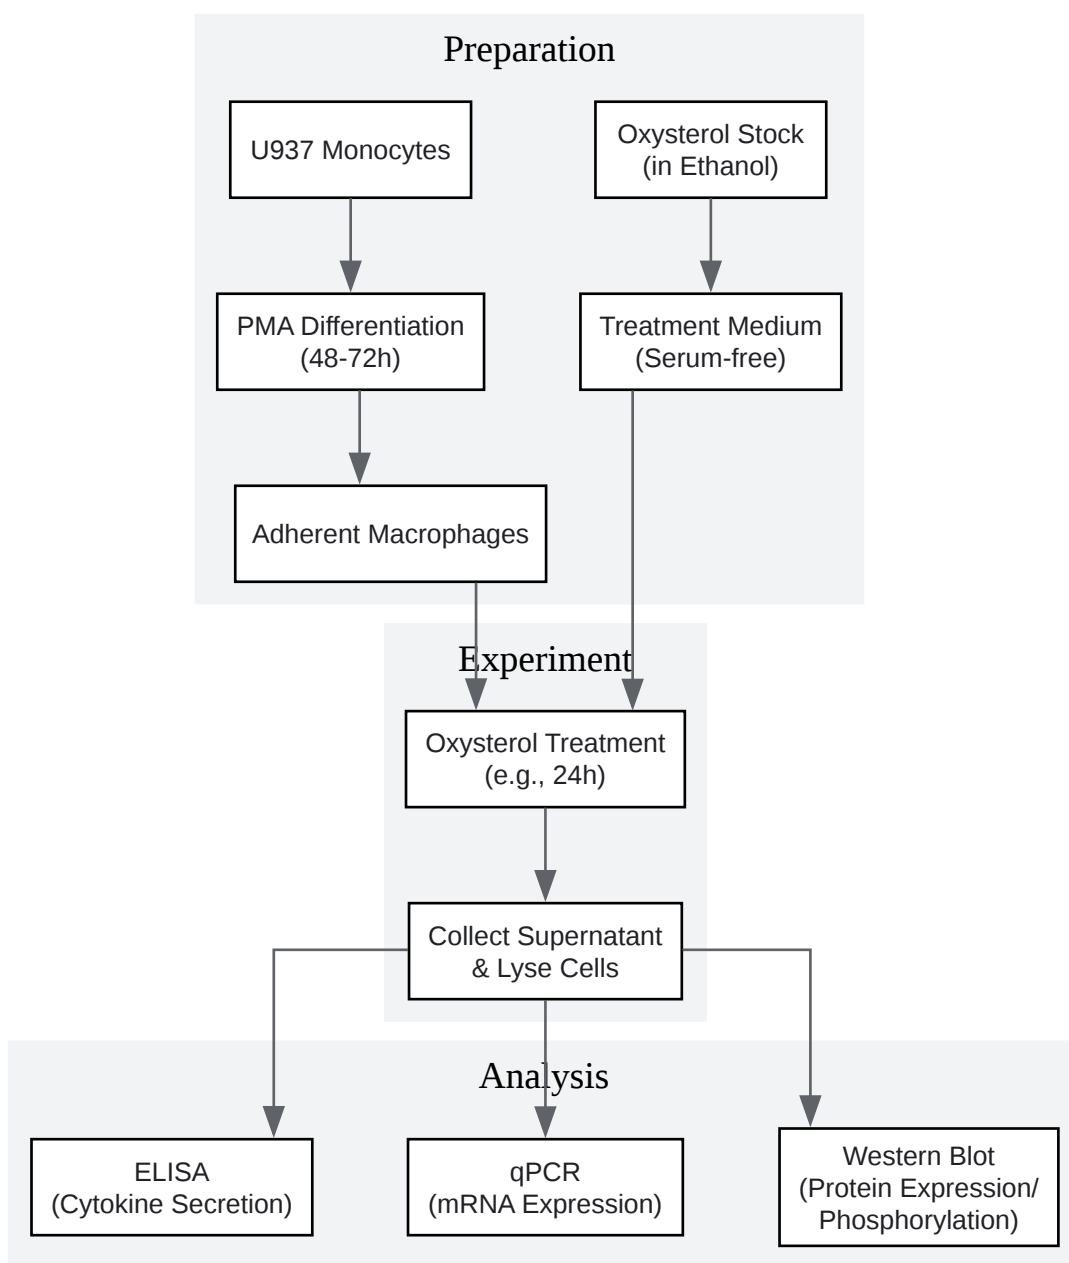 Preparation
U937 Monocytes
Oxysterol Stock
(in Ethanol)
PMA Differentiation
(48-72h)
Treatment Medium
(Serum-free)
Adherent Macrophages
Experiment
Oxysterol Treatment
(e.g., 24h)
Collect Supernatant
& Lyse Cells
Analysis
ELISA
(Cytokine Secretion)
qPCR
(mRNA Expression)
Western Blot
(Protein Expression/
Phosphorylation)